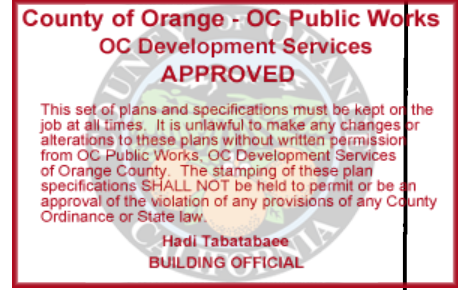 County of Orange - OC Public Works
OC Development Services
APPROVED
This set of plans and specifications must be kept on the
job at all times. It is unlawful to make any changes or
alterations to these plans without written permission
from OC Public Works, OC Development Services
of Orange County. The stamping of these plan
specifications SHALL NOT be held to permit or be an
approval of the violation of any provisions of any County
Ordinance or State law.
Hadi Tabatabaee
BUILDING OFFICIAL
COUNTY OF ORANGE
CALIFORNIA